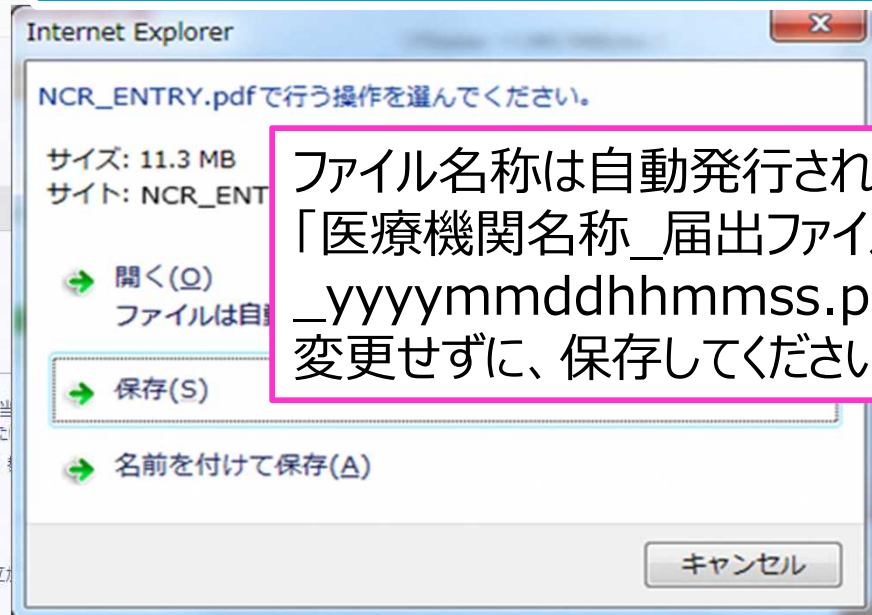 Internet Explorer
NCR_ENTRY.pdfで行う操作を選んでください。
サイズ: 11.3 MB
サイト: NCR_ENT
ファイル名称は自動発行され
「医療機関名称_届出ファイ
_yyyymmddhhmmss.p
変更せずに、保存してください
開く(O)
ファイルは自動
保存(S)
名前を付けて保存(A)
キャンセル